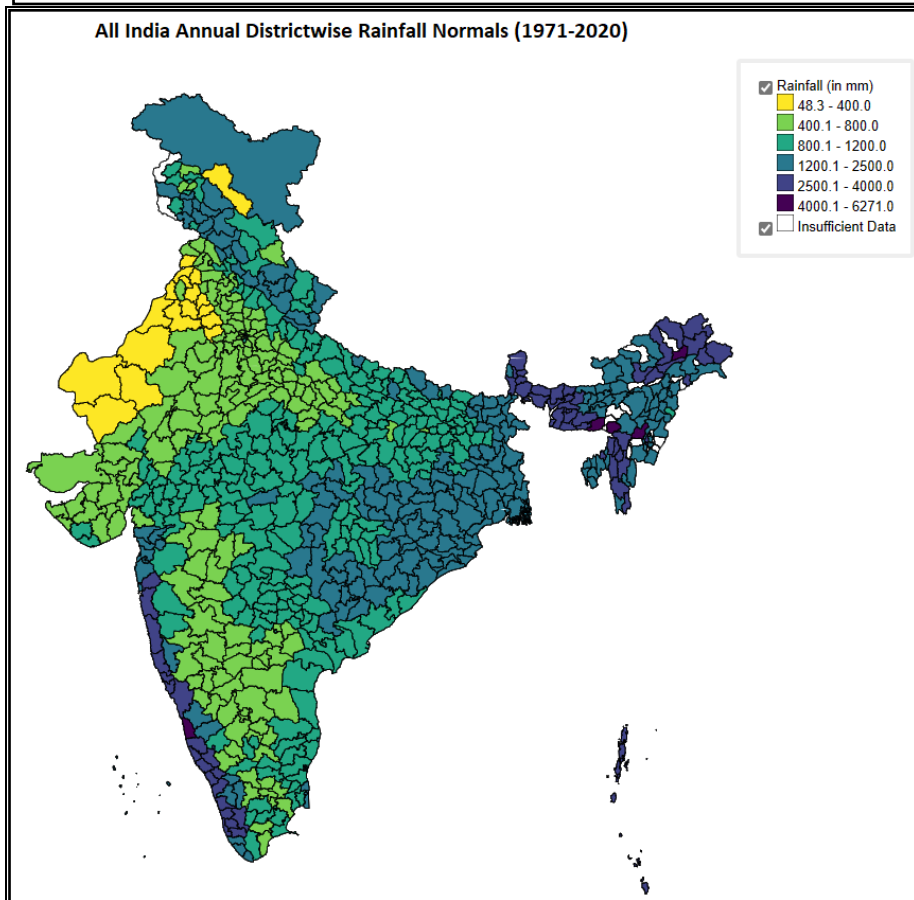 All India Annual Districtwise Rainfall Normals (1971-2020)
Rainfall (in mm)
48.3 - 400.0
400.1 - 800.0
800.1 - 1200.0
1200.1 - 2500.0
2500.1 - 4000.0
4000.1 - 6271.0
Insufficient Data